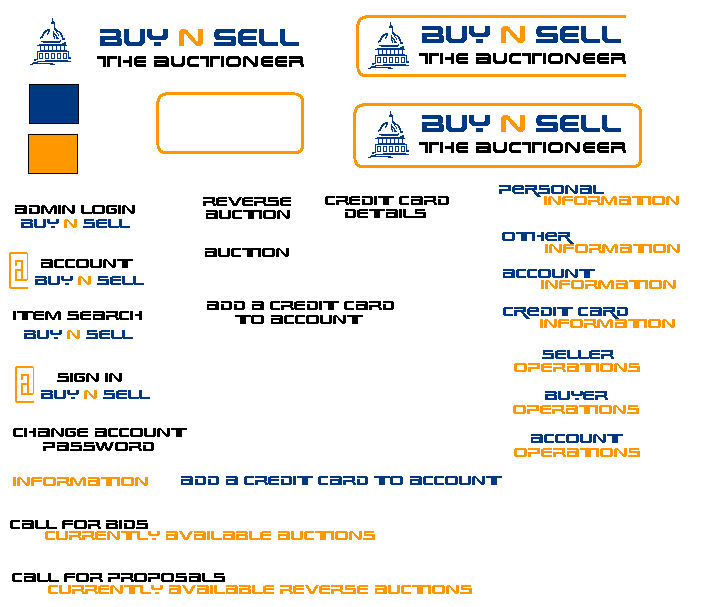 BUY N SELL
THE AUCTIONEER
BUY N SELL
THE AUCTIONEER
BUY N SELL
THE AUCTIONEER
ADMIN LOGIN
BUY N SELL
@ ACCOUNT
BUY N SELL
ITEM SEARCH
BUY N SELL
@ SIGN IN
BUY N SELL
CHANGE ACCOUNT
PASSWORD
INFORMATION
REVERSE
AUCTION
AUCTION
CREDIT CARD
DETAILS
ADD A CREDIT CARD
TO ACCOUNT
ADD A CREDIT CARD TO ACCOUNT
PERSONAL
INFORMATION
OTHER
INFORMATION
ACCOUNT
INFORMATION
CREDIT CARD
INFORMATION
SELLER
OPERATIONS
BUYER
OPERATIONS
ACCOUNT
OPERATIONS
CALL FOR BIDS
CURRENTLY AVAILABLE AUCTIONS
CALL FOR PROPOSALS
CURRENTLY AVAILABLE REVERSE AUCTIONS